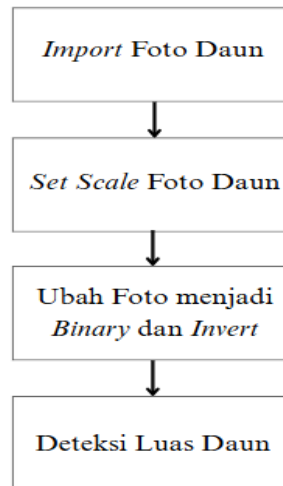 Import Foto Daun
Set Scale Foto Daun
Ubah Foto menjadi
Binary dan Invert
Deteksi Luas Daun